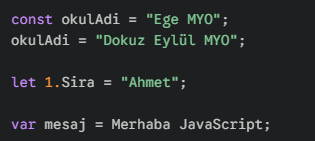 const okulAdi = "Ege MYO";
okulAdi = "Dokuz Eylül MYO";
let 1.Sira = "Ahmet";
var mesaj = Merhaba JavaScript;